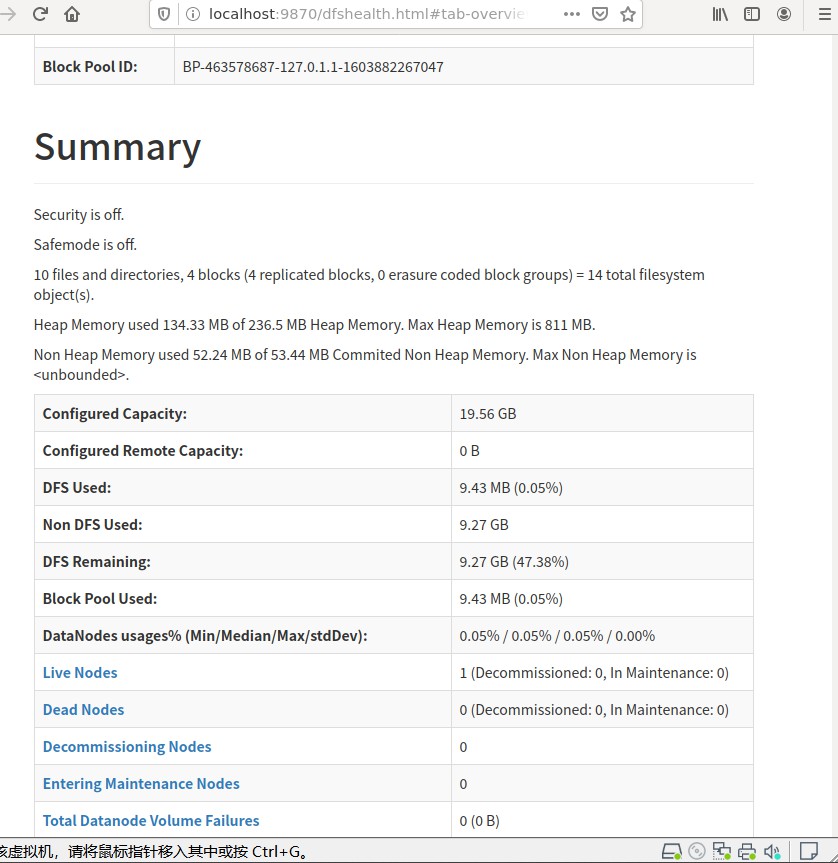 localhost:9870/dfshealth.html#tab-overvie
Block Pool ID: BP-463578687-127.0.1.1-1603882267047
Summary
Security is off.
Safemode is off.
10 files and directories, 4 blocks (4 replicated blocks, 0 erasure coded block groups) = 14 total filesystem
object(s).
Heap Memory used 134.33 MB of 236.5 MB Heap Memory. Max Heap Memory is 811 MB.
Non Heap Memory used 52.24 MB of 53.44 MB Commited Non Heap Memory. Max Non Heap Memory is
<unbounded>.
Configured Capacity: 19.56 GB
Configured Remote Capacity: 0 B
DFS Used: 9.43 MB (0.05%)
Non DFS Used: 9.27 GB
DFS Remaining: 9.27 GB (47.38%)
Block Pool Used: 9.43 MB (0.05%)
DataNodes usages% (Min/Median/Max/stdDev): 0.05% / 0.05% / 0.05% / 0.00%
Live Nodes 1 (Decommissioned: 0, In Maintenance: 0)
Dead Nodes 0 (Decommissioned: 0, In Maintenance: 0)
Decommissioning Nodes 0
Entering Maintenance Nodes 0
Total Datanode Volume Failures 0 (0 B)
该虚拟机，请将鼠标指针移入其中或按 Ctrl+G。